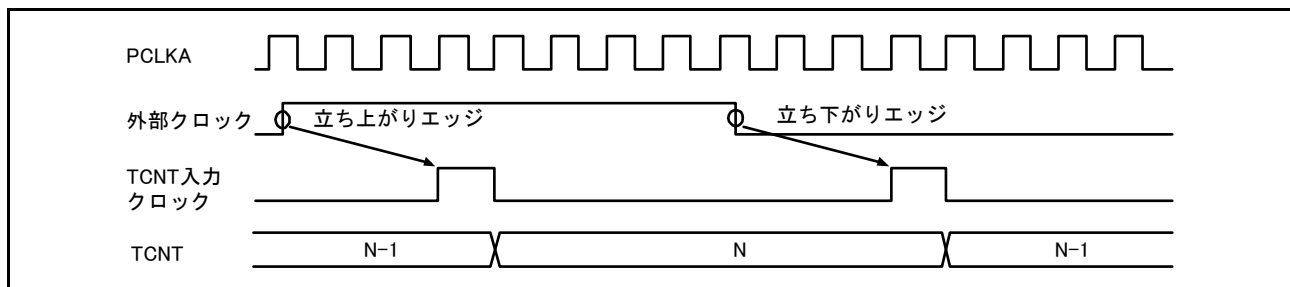 PCLKA
外部クロック
立ち上がりエッジ
立ち下がりエッジ
TCNT入力
クロック
TCNT
N-1
N
N-1